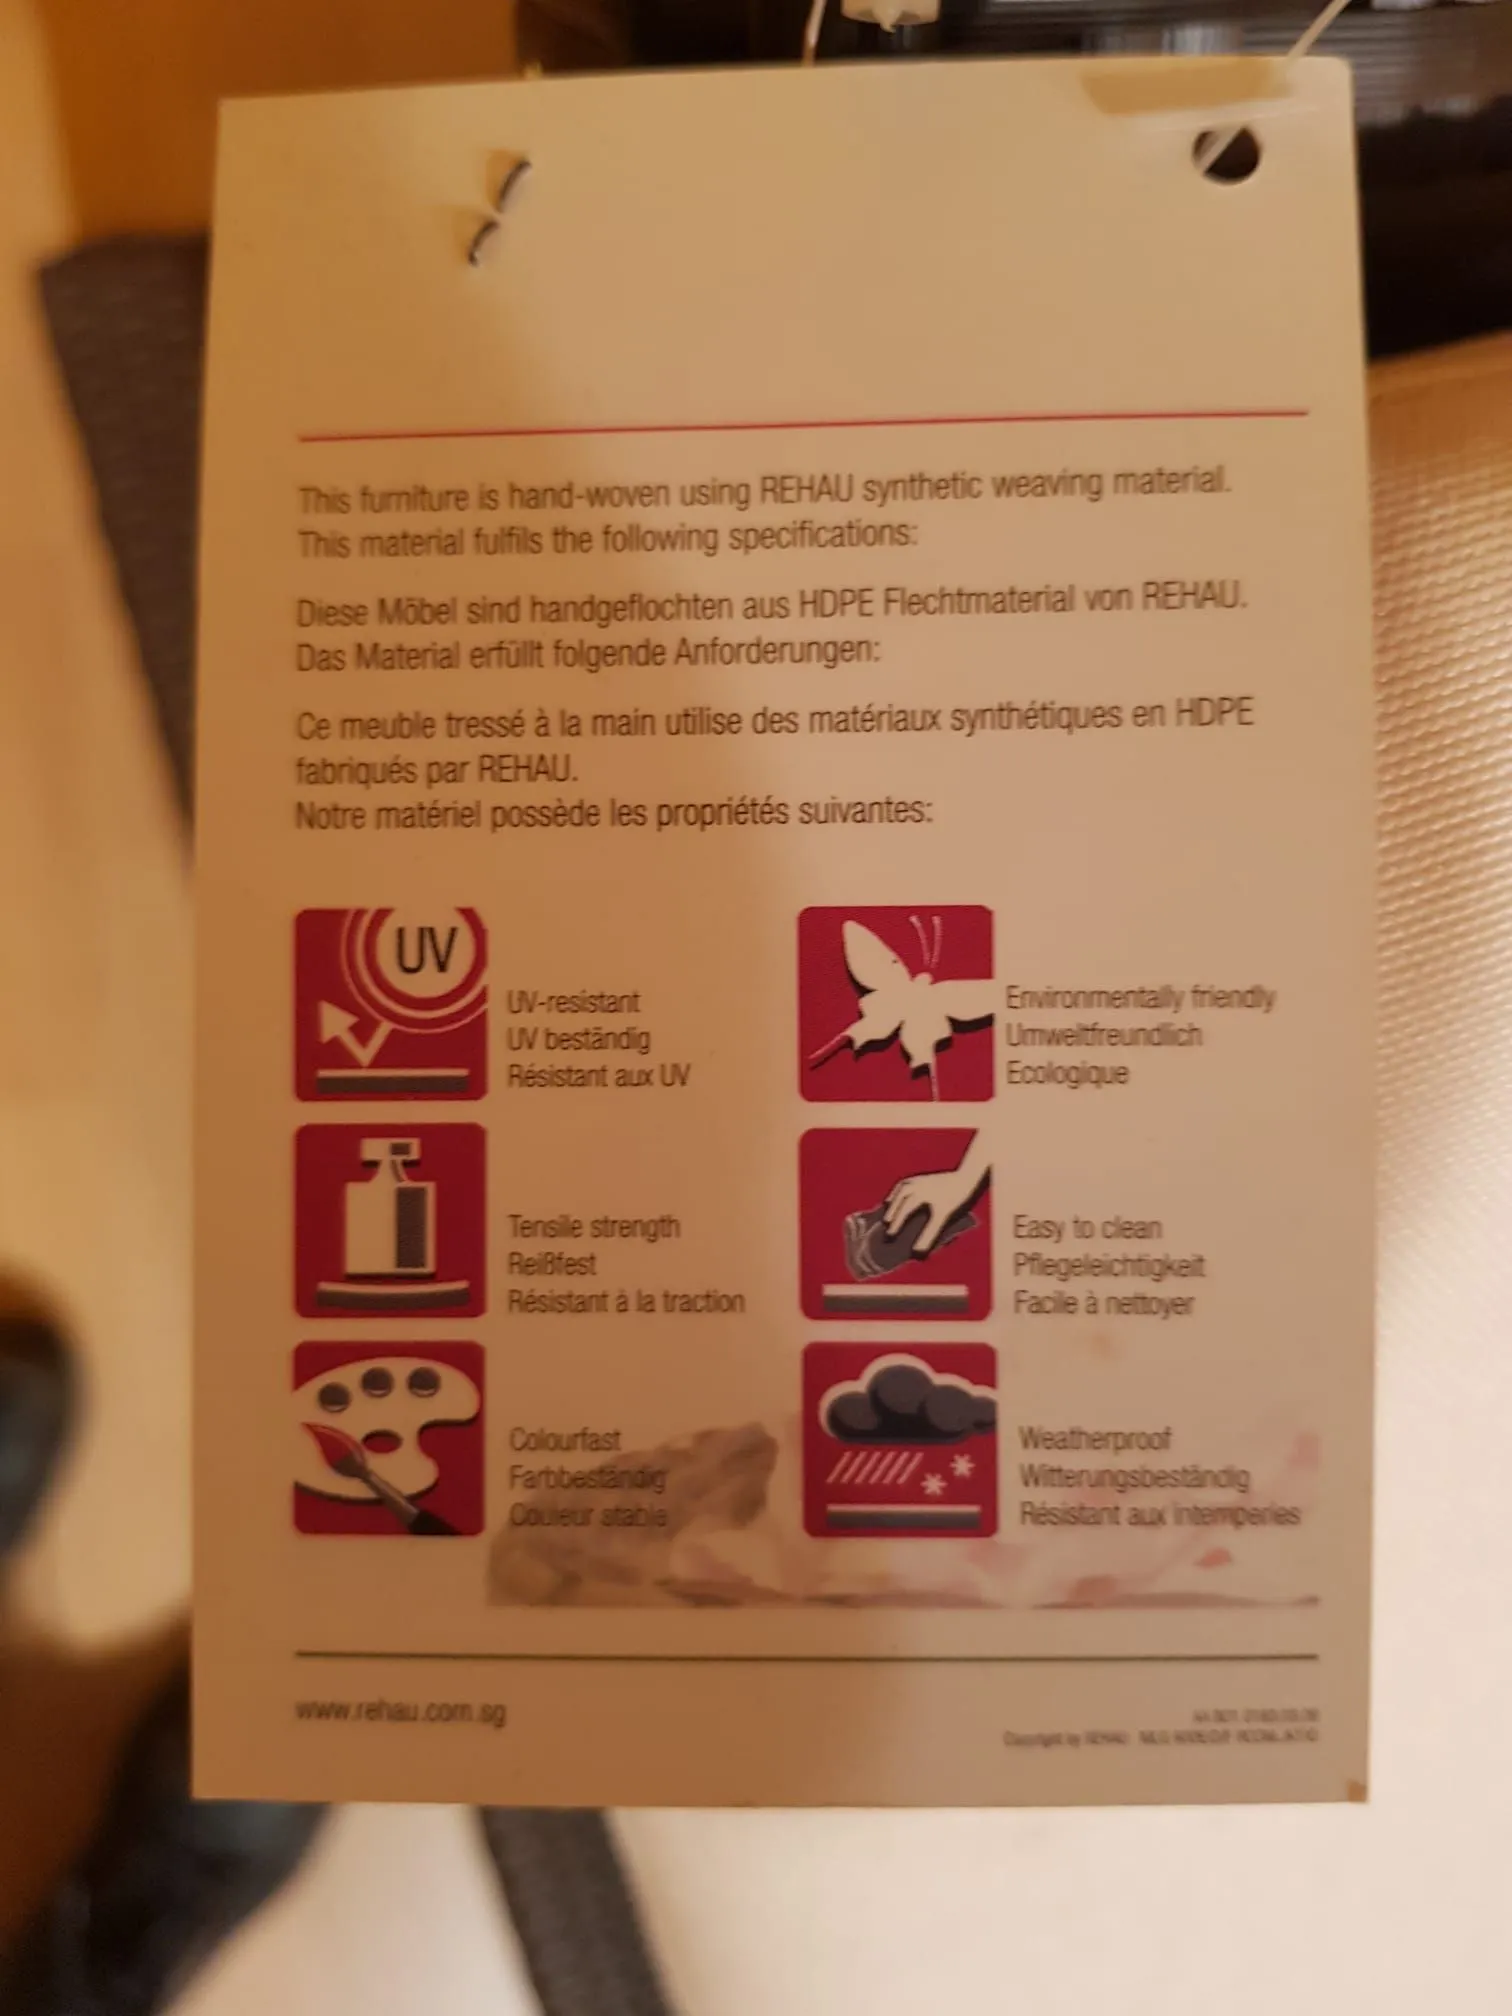 This furniture is hand-woven using REHAU synthetic weaving material.
This material fulfils the following specifications:
Diese Möbel sind handgeflochten aus HDPE Flechtmaterial von REHAU.
Das Material erfüllt folgende Anforderungen:
Ce meuble tressé à la main utilise des matériaux synthétiques en HDPE
fabriqués par REHAU.
Notre matériel possède les propriétés suivantes:
UV
UV-resistant
UV beständig
Résistant aux UV
Environmentally friendly
Umweltfreundlich
Ecologique
Tensile strength
Reißfest
Résistant à la traction
Easy to clean
Pflegeleichtigkeit
Facile à nettoyer
Colourfast
Farbbeständig
Couleur stable
Weatherproof
Witterungsbeständig
Résistant aux intemperies
www.rehau.com.sg
Copyright by REHAU